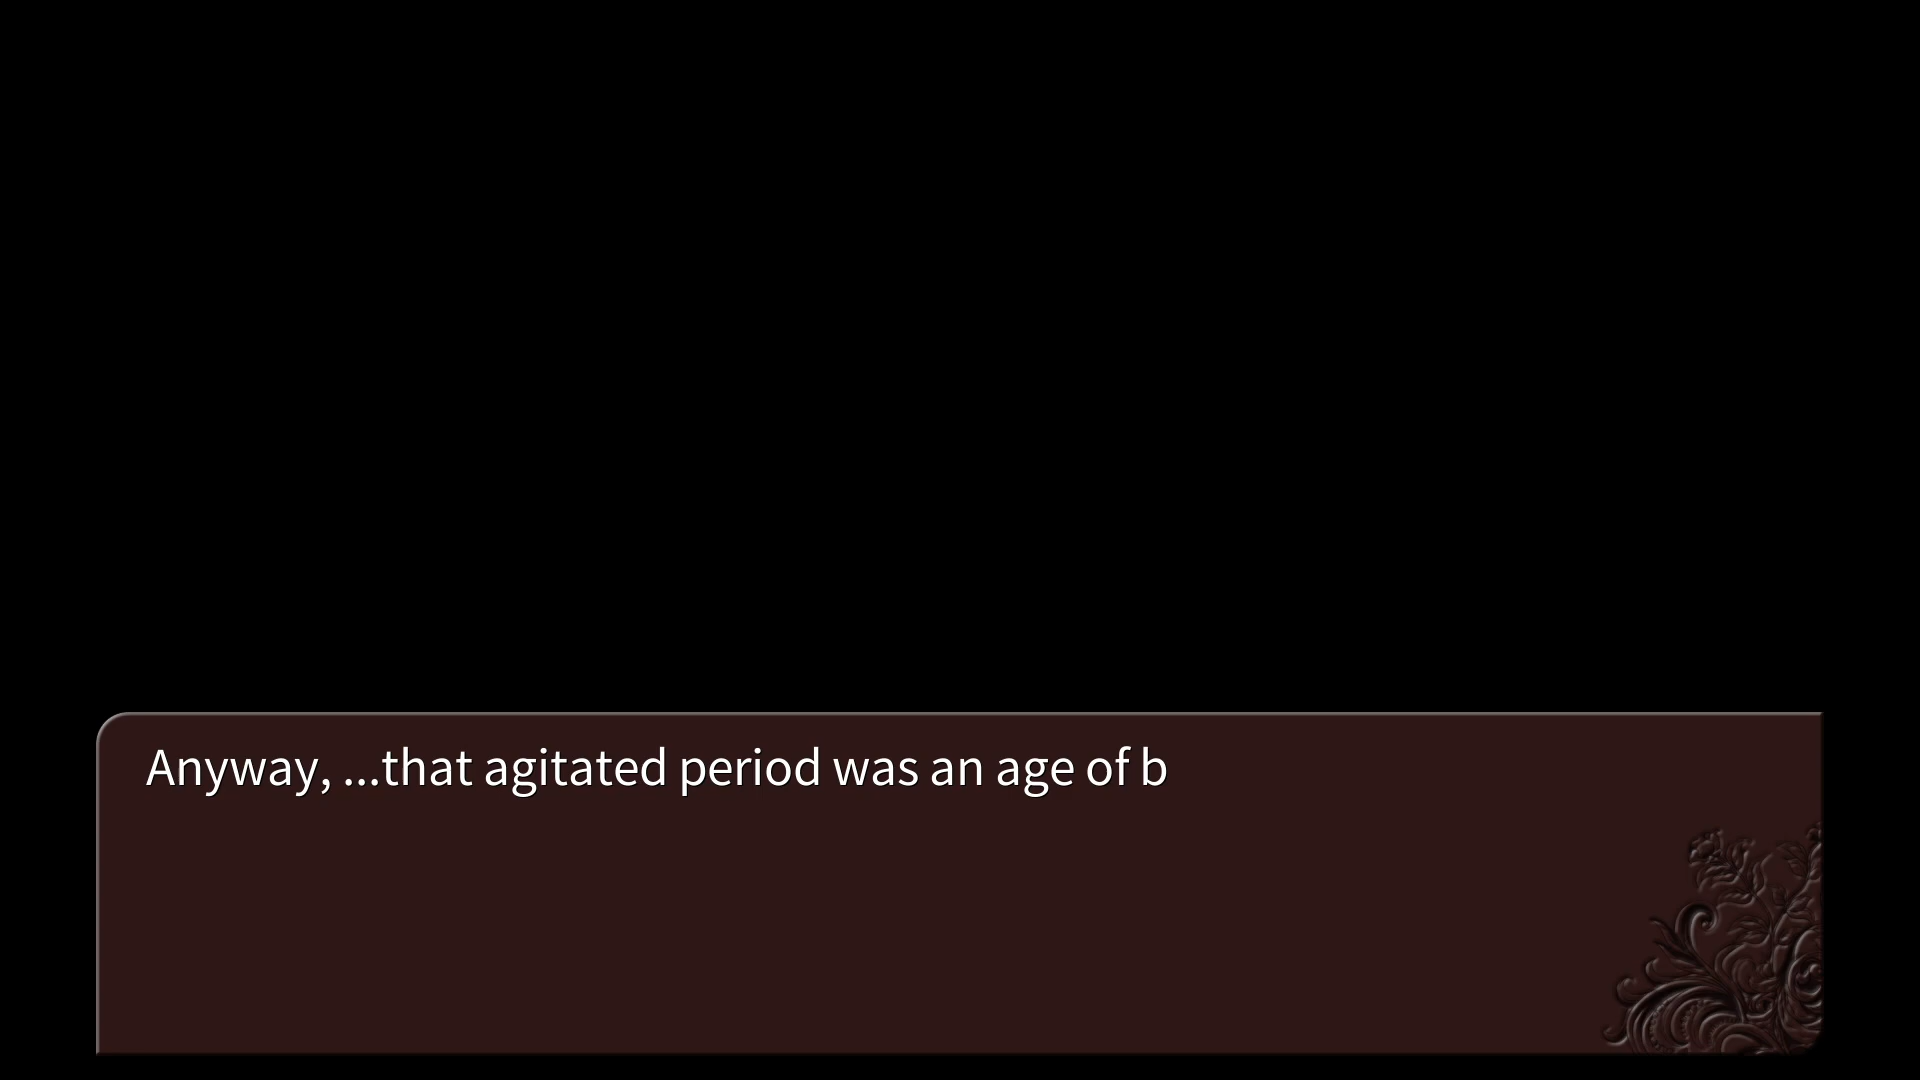 Anyway, ...that agitated period was an age of b